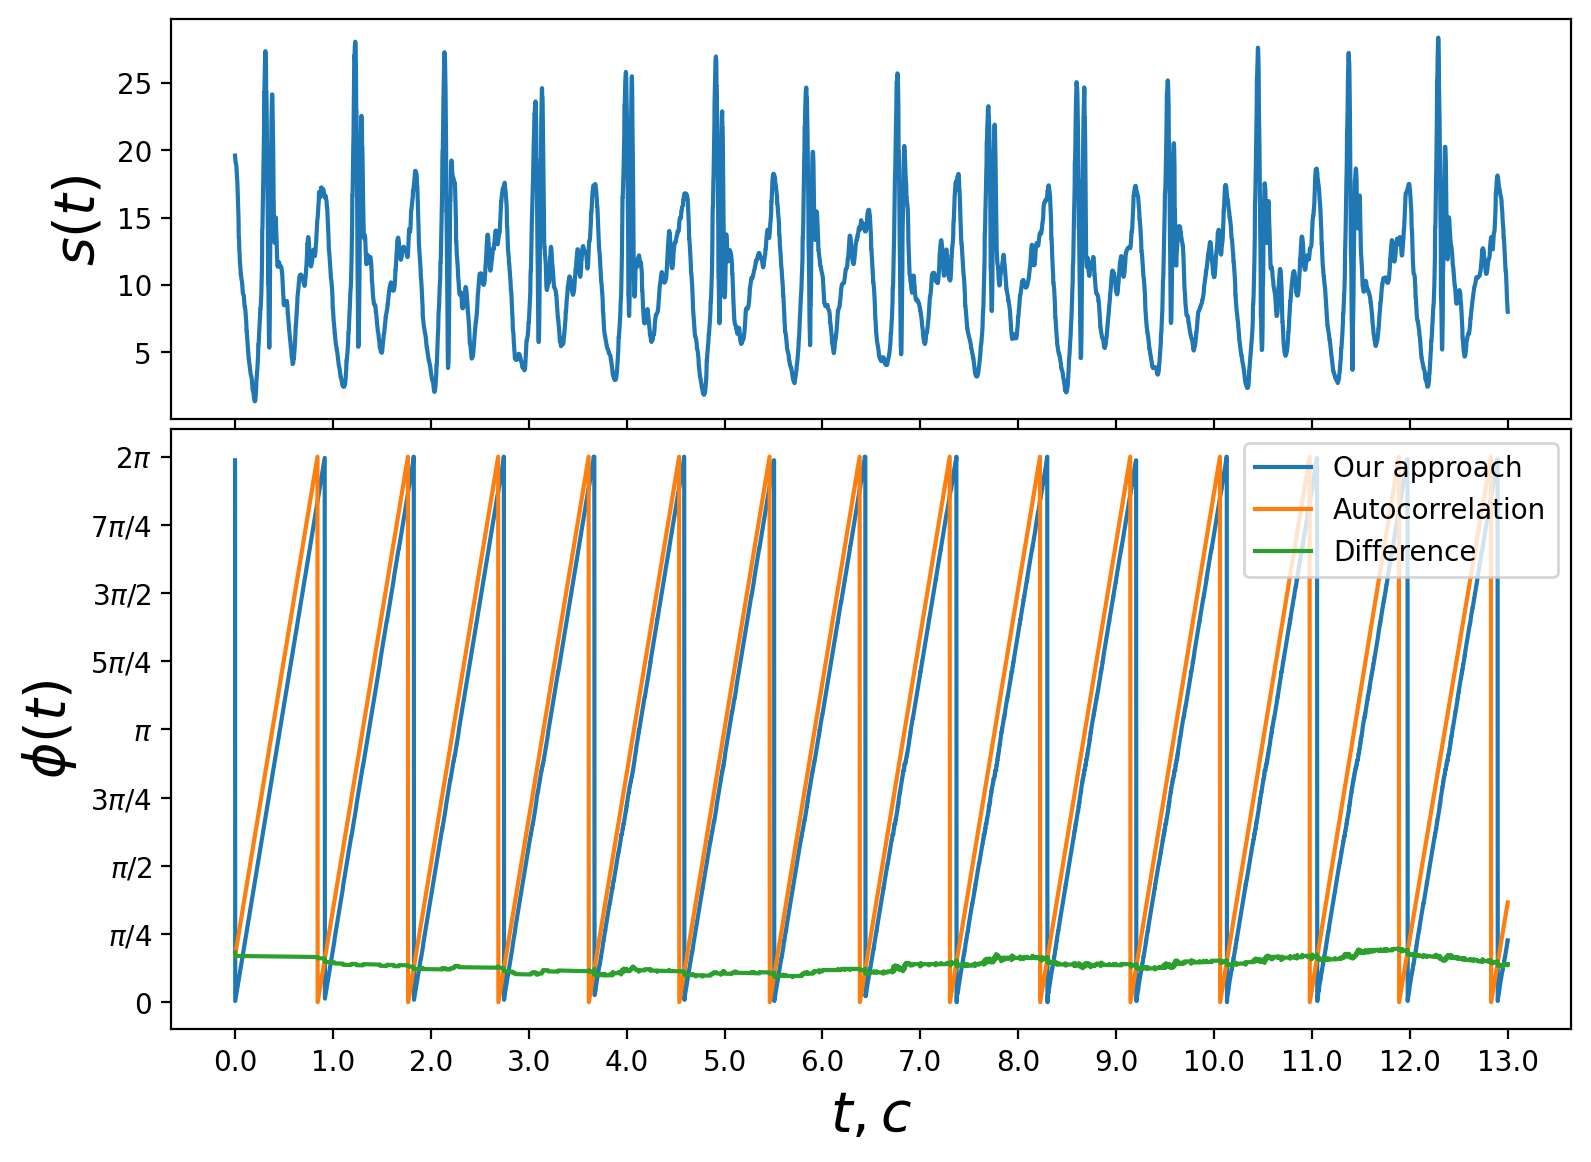 s(t)
25
20
15
10
5
ϕ(t)
2π
7π/4
3π/2
5π/4
π
3π/4
π/2
π/4
0
Our approach
Autocorrelation
Difference
0.0 1.0 2.0 3.0 4.0 5.0 6.0 7.0 8.0 9.0 10.0 11.0 12.0 13.0
t, c